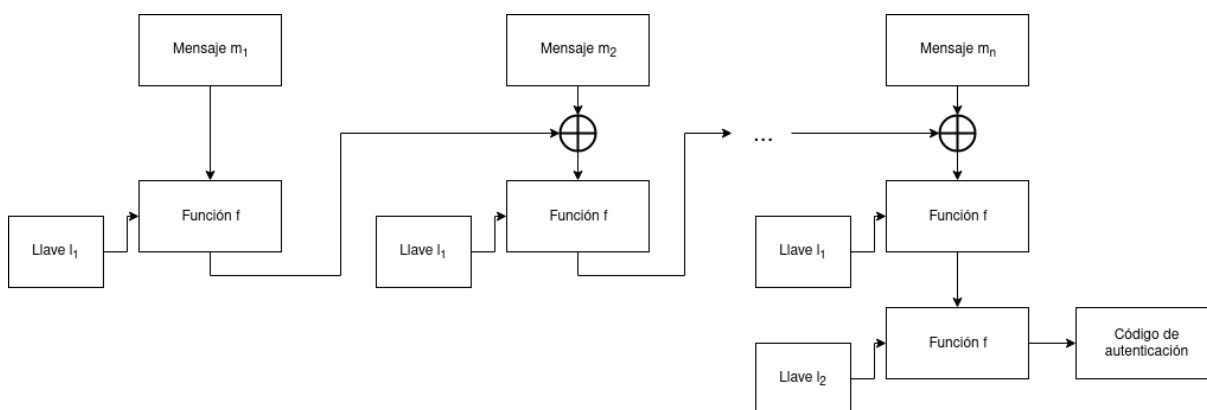 Mensaje m₁
Mensaje m₂
Mensaje mₙ
...
Función f
Función f
Función f
Llave l₁
Llave l₁
Llave l₁
Función f
Código de
autenticación
Llave l₂